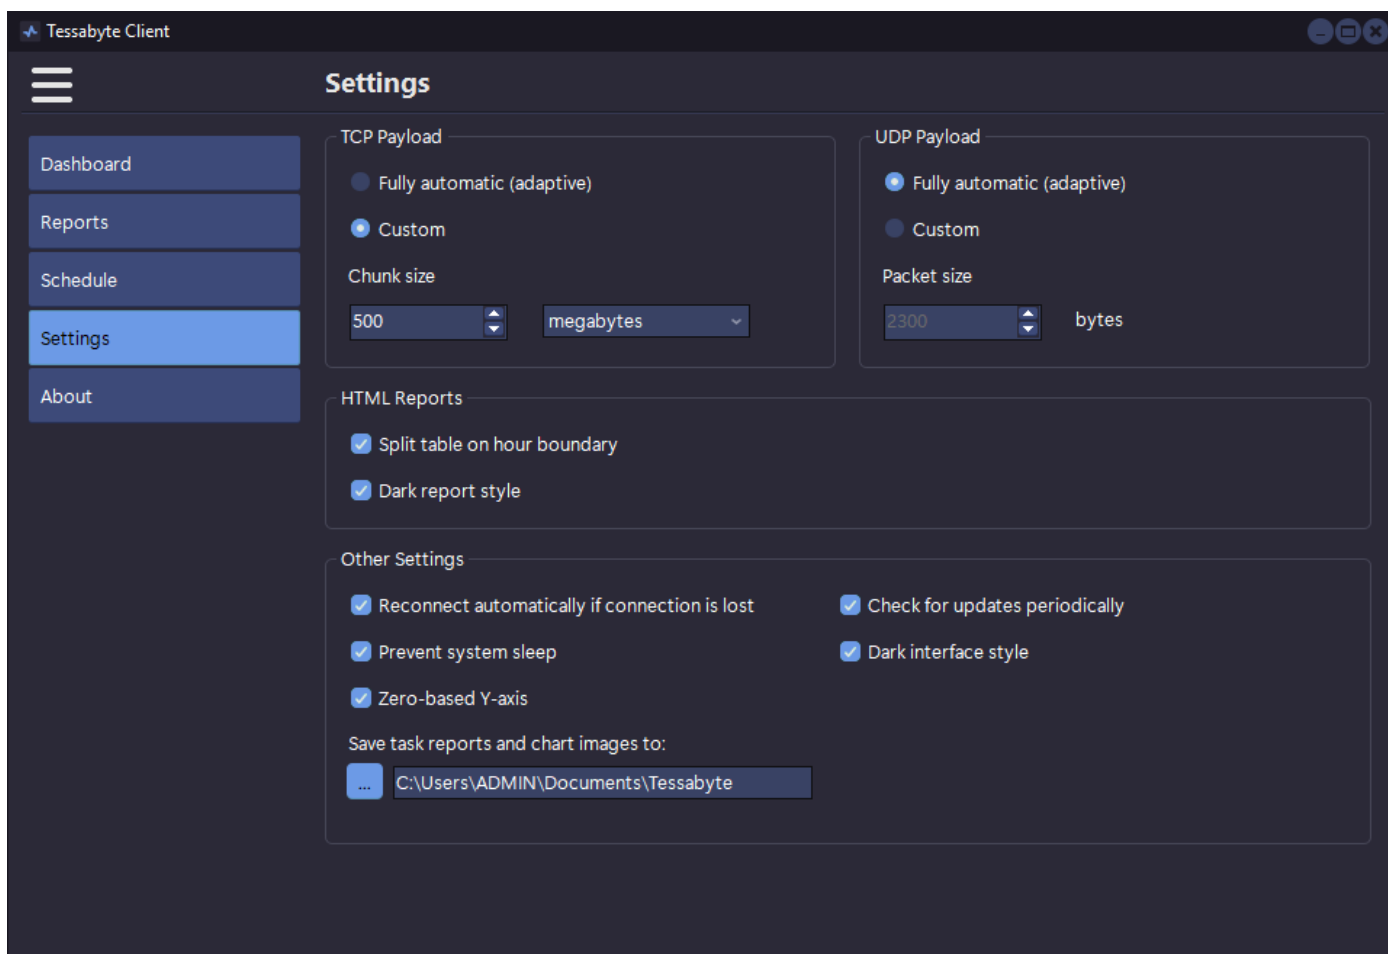 Tessabyte Client
Settings
Dashboard
Reports
Schedule
Settings
About
TCP Payload
Fully automatic (adaptive)
Custom
Chunk size
500
megabytes
UDP Payload
Fully automatic (adaptive)
Custom
Packet size
2300
bytes
HTML Reports
Split table on hour boundary
Dark report style
Other Settings
Reconnect automatically if connection is lost
Check for updates periodically
Prevent system sleep
Dark interface style
Zero-based Y-axis
Save task reports and chart images to:
...
C:\Users\ADMIN\Documents\Tessabyte